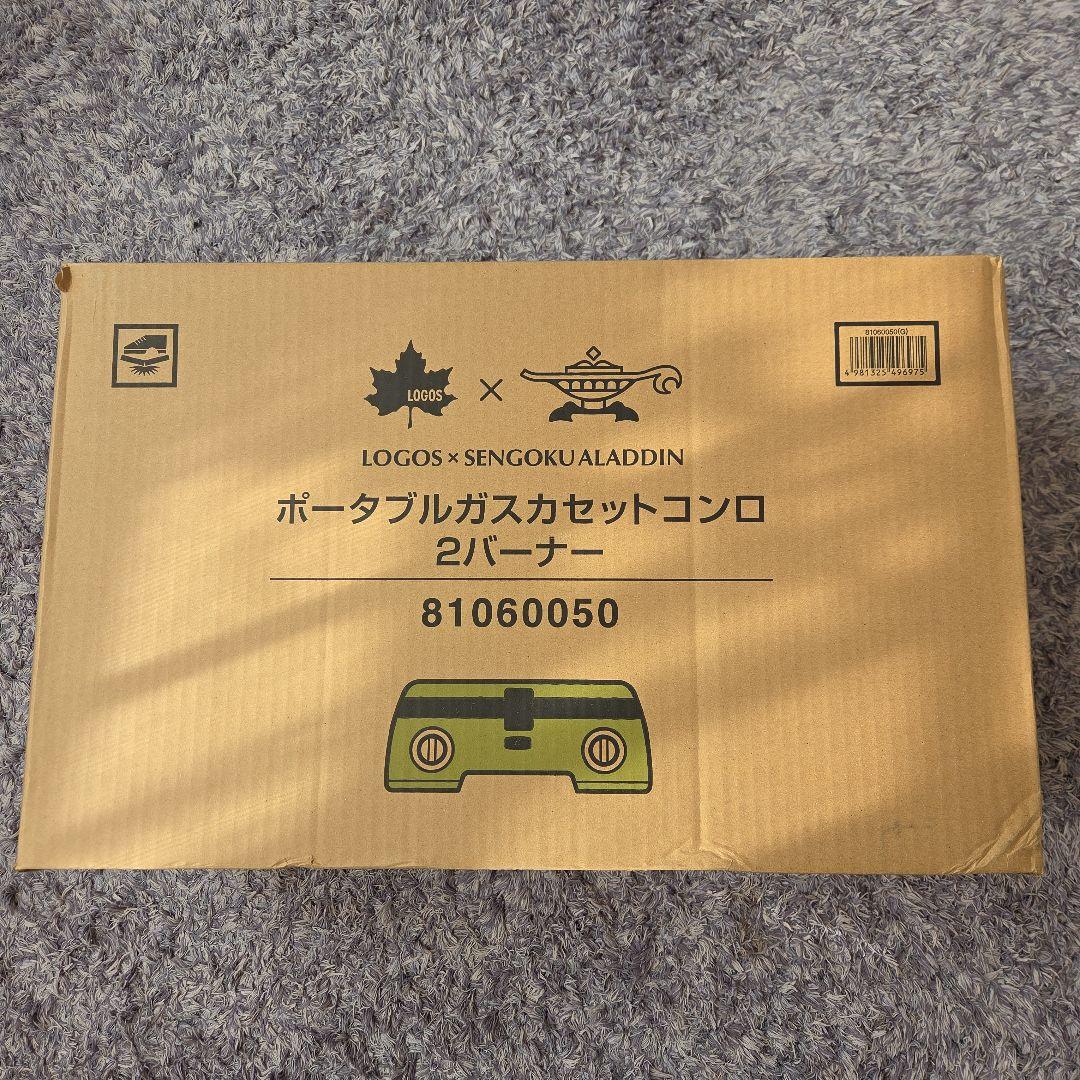 81060050(G)
4 981325 496975
LOGOS
×
LOGOS × SENGOKU ALADDIN
ポータブルガスカセットコンロ
2バーナー
81060050